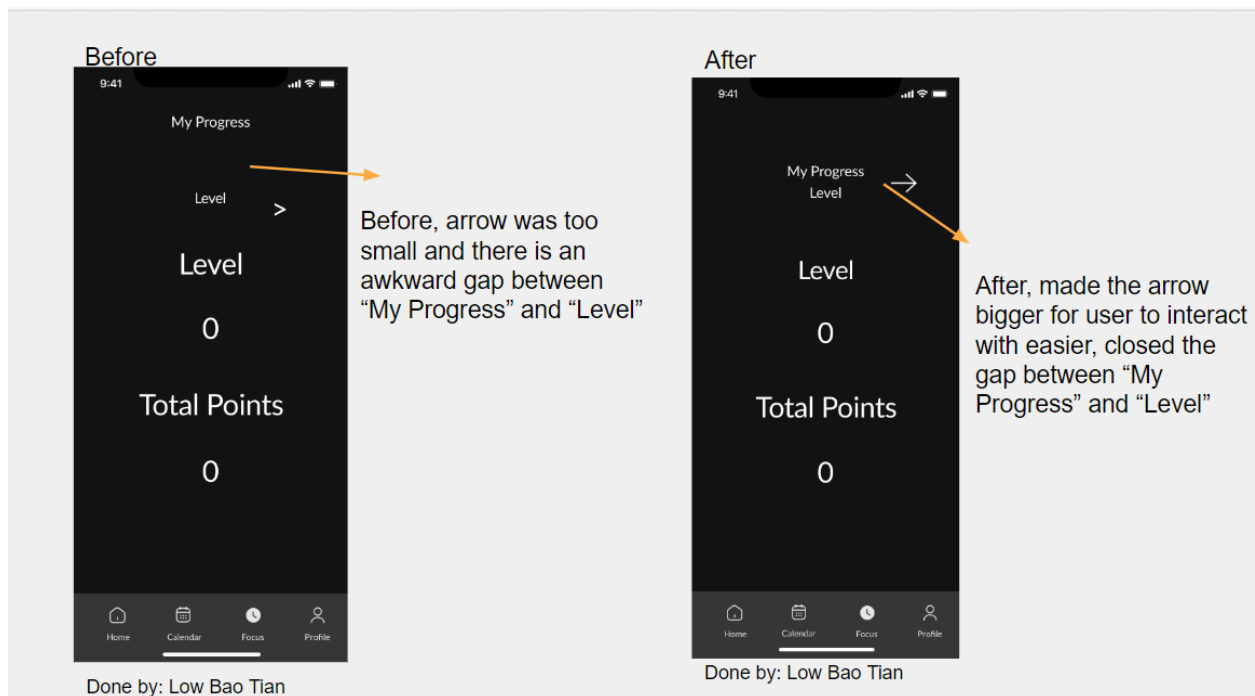 Before
9:41
My Progress
Level
>
Level
0
Total Points
0
Home Calendar Focus Profile
Done by: Low Bao Tian
Before, arrow was too
small and there is an
awkward gap between
“My Progress” and “Level”
After
9:41
My Progress
Level
Level
0
Total Points
0
Home Calendar Focus Profile
Done by: Low Bao Tian
After, made the arrow
bigger for user to interact
with easier, closed the
gap between “My
Progress” and “Level”